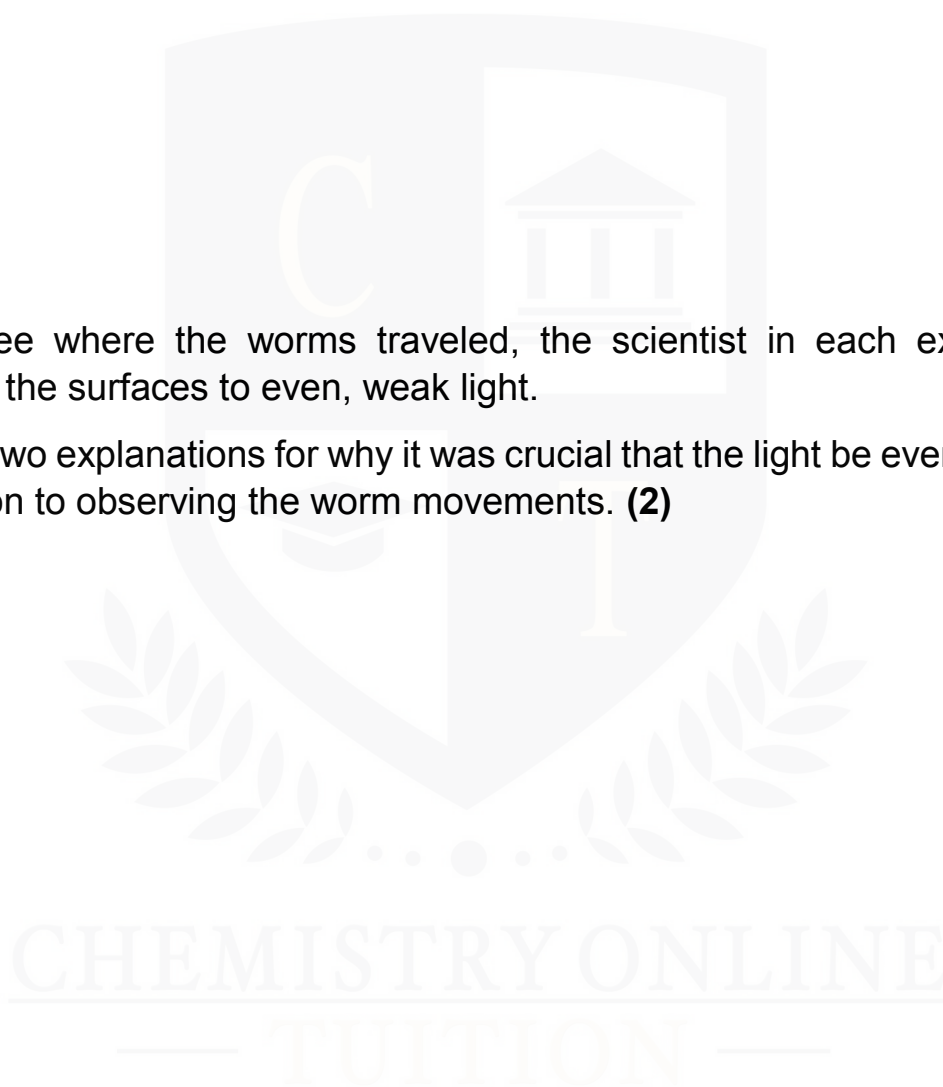 ee where the worms traveled, the scientist in each ex
the surfaces to even, weak light.
wo explanations for why it was crucial that the light be ever
on to observing the worm movements. (2)
C
T
CHEMISTRY ONLINE
— TUITION —